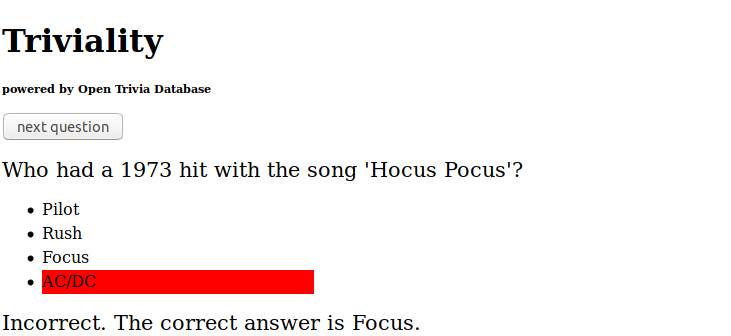 Triviality
powered by Open Trivia Database
next question
Who had a 1973 hit with the song 'Hocus Pocus'?
Pilot
Rush
Focus
AC/DC
Incorrect. The correct answer is Focus.